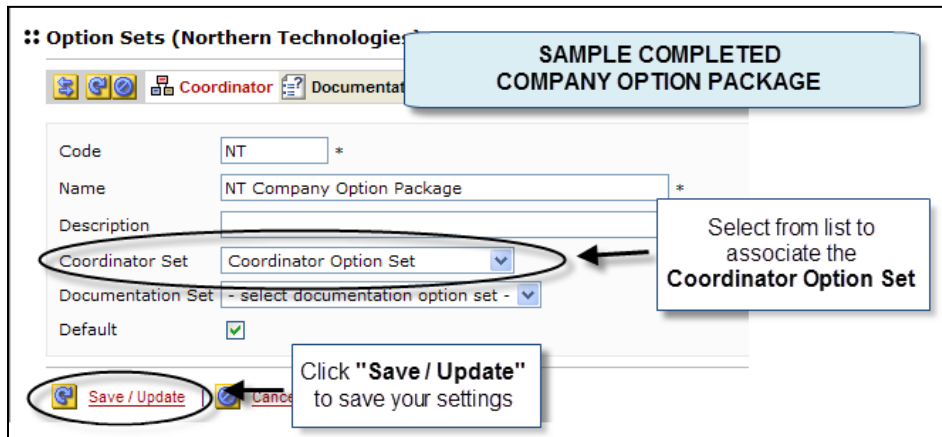 :: Option Sets (Northern Technologies
SAMPLE COMPLETED
COMPANY OPTION PACKAGE
Coordinator Documentat
Code NT *
Name NT Company Option Package *
Description
Coordinator Set Coordinator Option Set
Select from list to
associate the
Coordinator Option Set
Documentation Set - select documentation option set -
Default
Click "Save / Update"
to save your settings
Save / Update | Cance